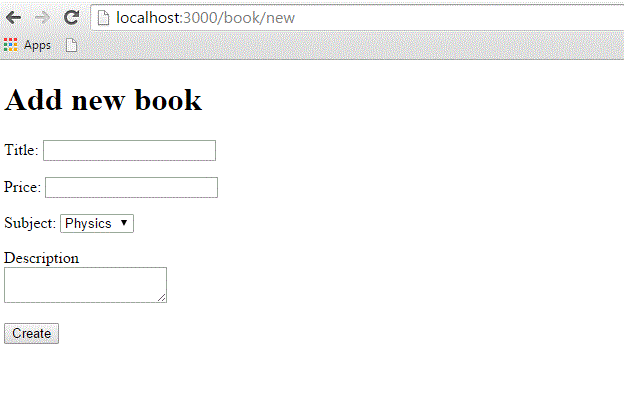 localhost:3000/book/new
Apps
Add new book
Title:
Price:
Subject: Physics
Description
Create